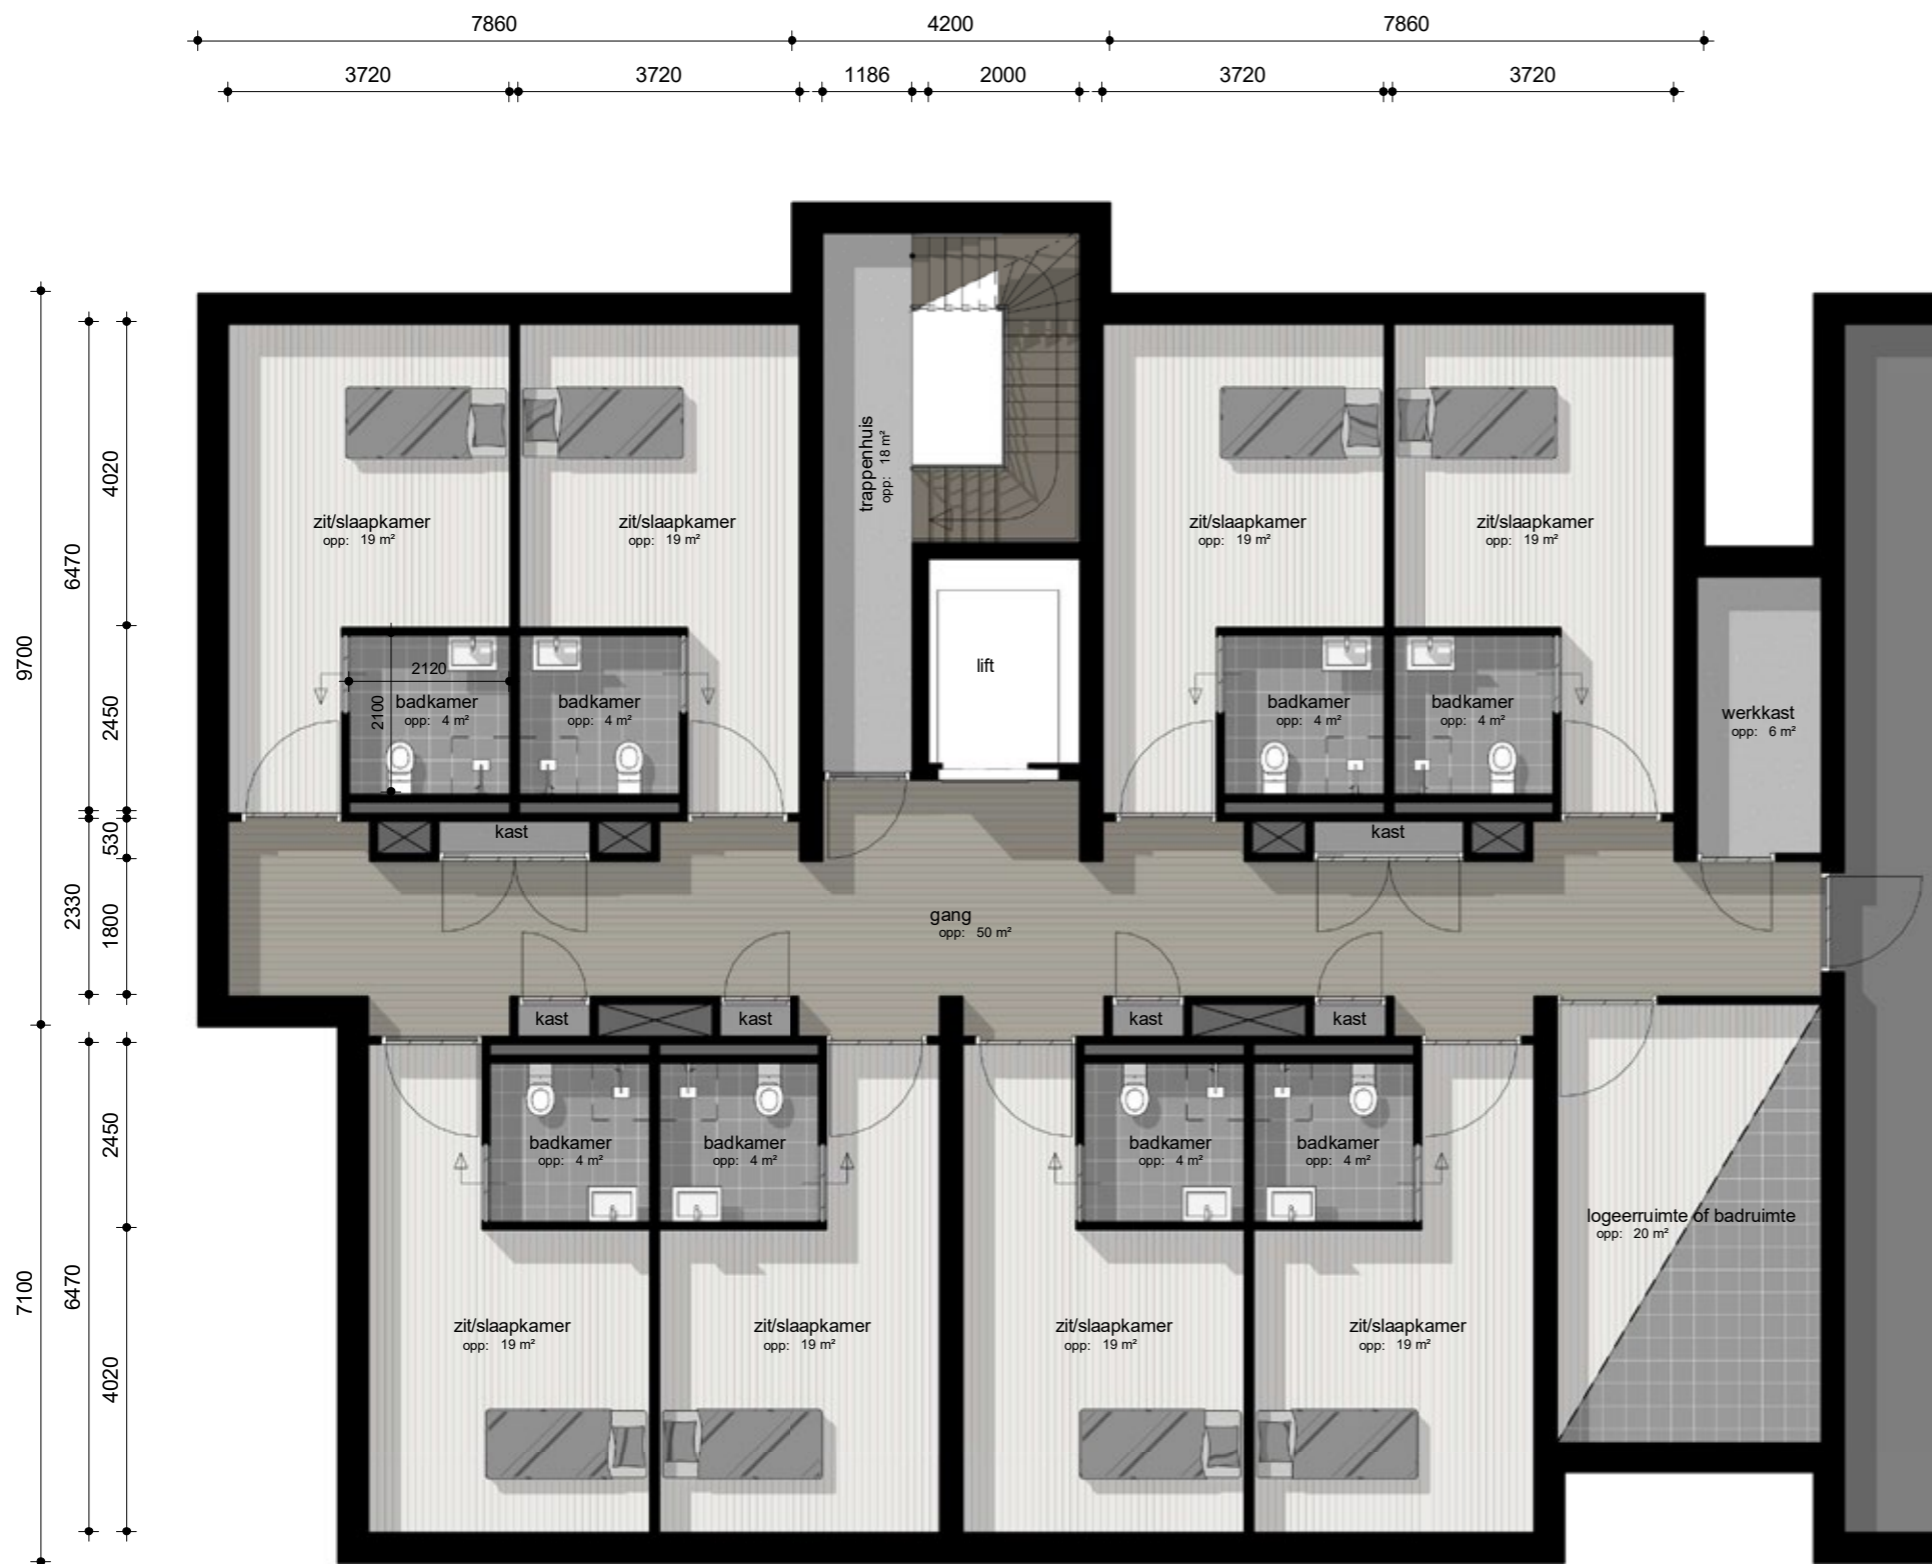 7860
4200
7860
3720
3720
1186
2000
3720
3720
9700
6470
4020
2450
530
2330
1800
7100
6470
2450
4020
zit/slaapkamer
opp: 19 m²
zit/slaapkamer
opp: 19 m²
trappenhuis
opp: 18 m²
zit/slaapkamer
opp: 19 m²
zit/slaapkamer
opp: 19 m²
2120
2100
badkamer
opp: 4 m²
badkamer
opp: 4 m²
lift
badkamer
opp: 4 m²
badkamer
opp: 4 m²
werkkast
opp: 6 m²
kast
kast
gang
opp: 50 m²
kast
kast
kast
kast
badkamer
opp: 4 m²
badkamer
opp: 4 m²
badkamer
opp: 4 m²
badkamer
opp: 4 m²
logeerruimte of badruimte
opp: 20 m²
zit/slaapkamer
opp: 19 m²
zit/slaapkamer
opp: 19 m²
zit/slaapkamer
opp: 19 m²
zit/slaapkamer
opp: 19 m²